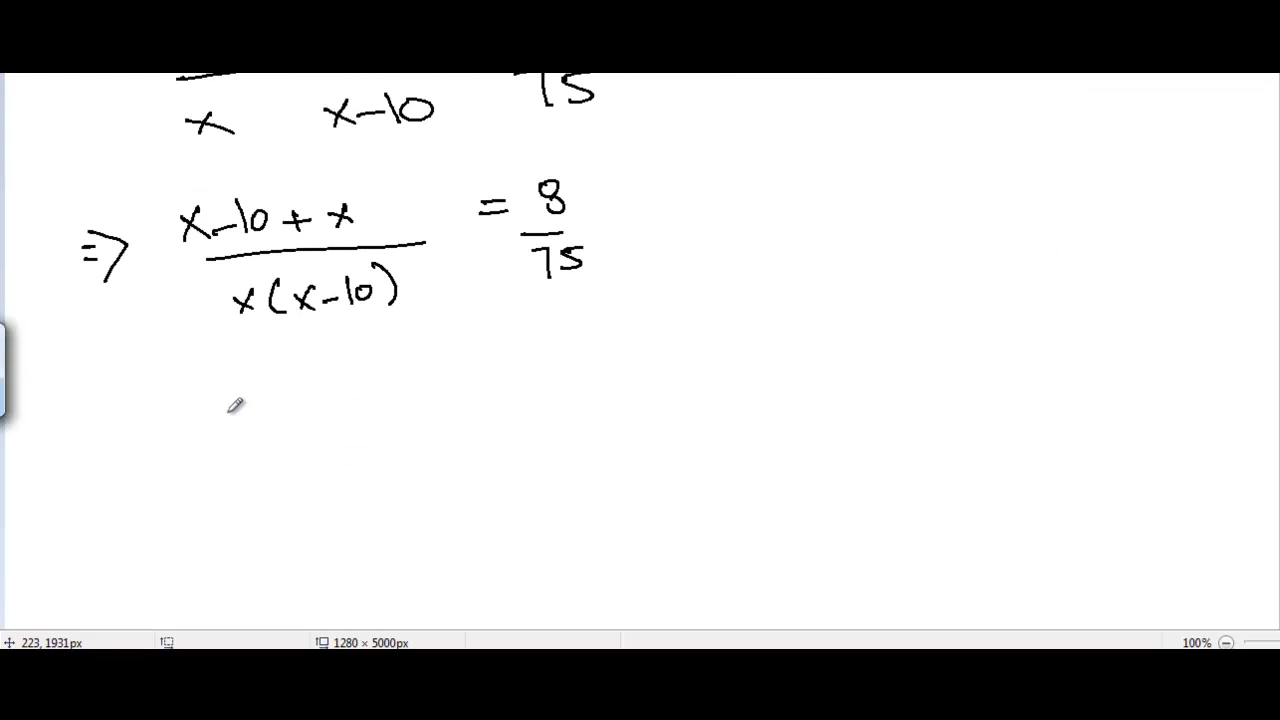 x x-10 75
=> x-10+x = 8
x(x-10) 75
223, 1931px 1280 × 5000px 100%